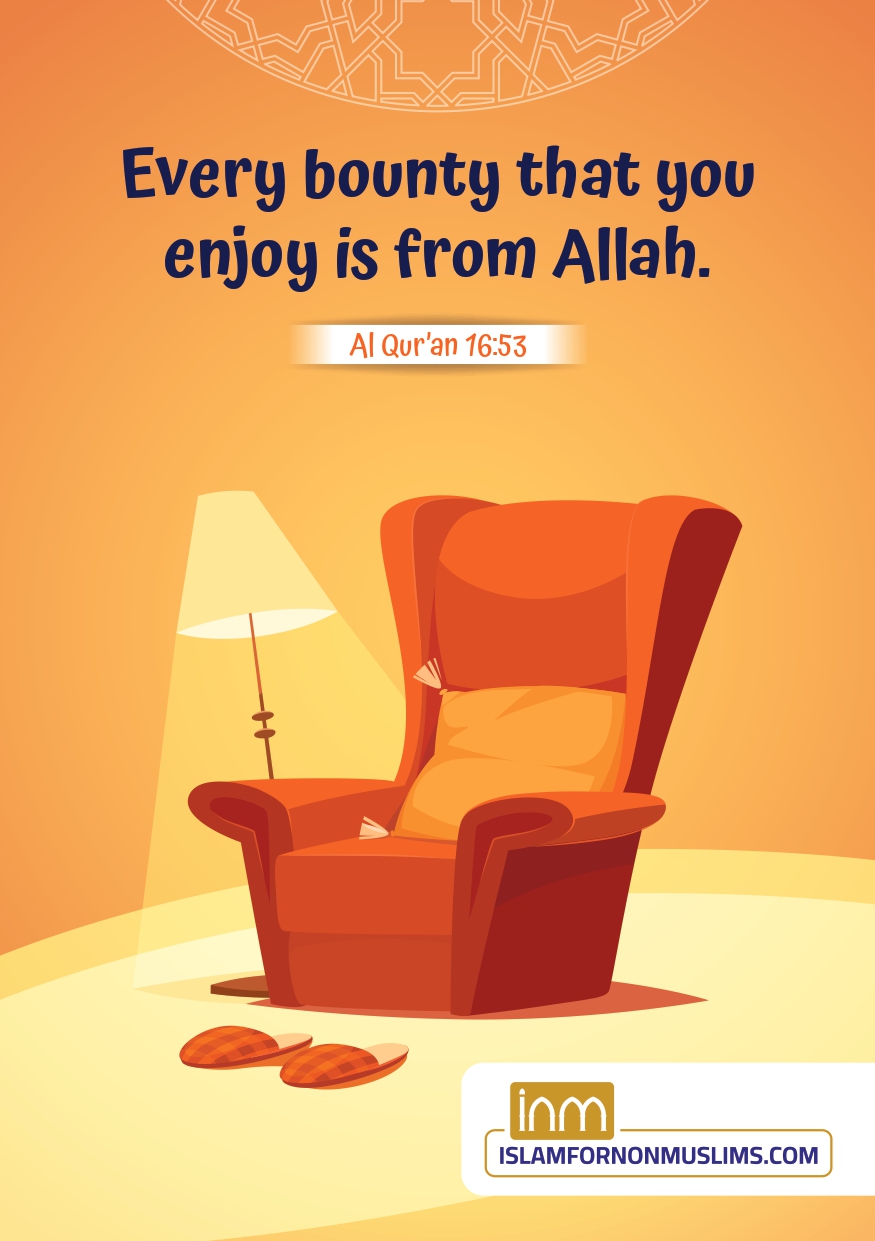 Every bounty that you
enjoy is from Allah.
Al Qur'an 16:53
inm
ISLAMFORNONMUSLIMS.COM